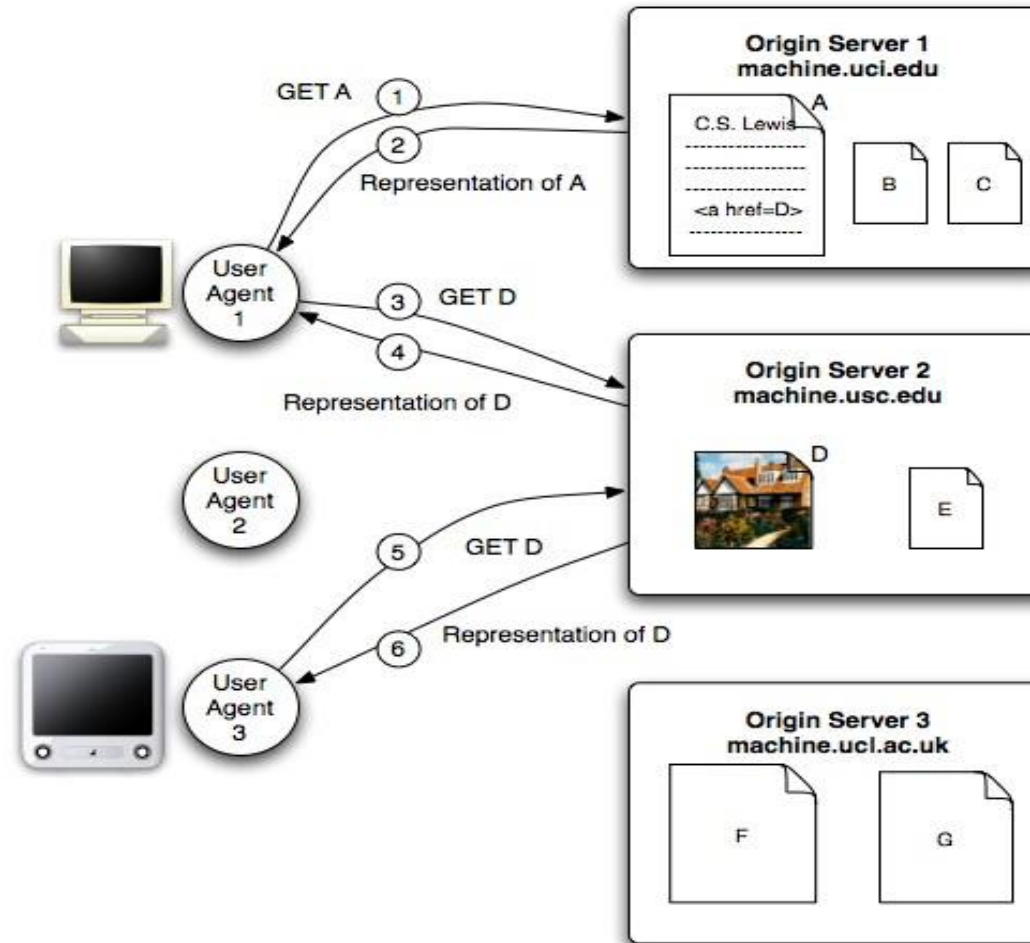 Origin Server 1
machine.uci.edu
A
C.S. Lewis
<a href=D>
B
C
GET A
1
2
Representation of A
User
Agent
1
3
GET D
4
Representation of D
Origin Server 2
machine.usc.edu
D
E
User
Agent
2
5
GET D
6
Representation of D
User
Agent
3
Origin Server 3
machine.ucl.ac.uk
F
G